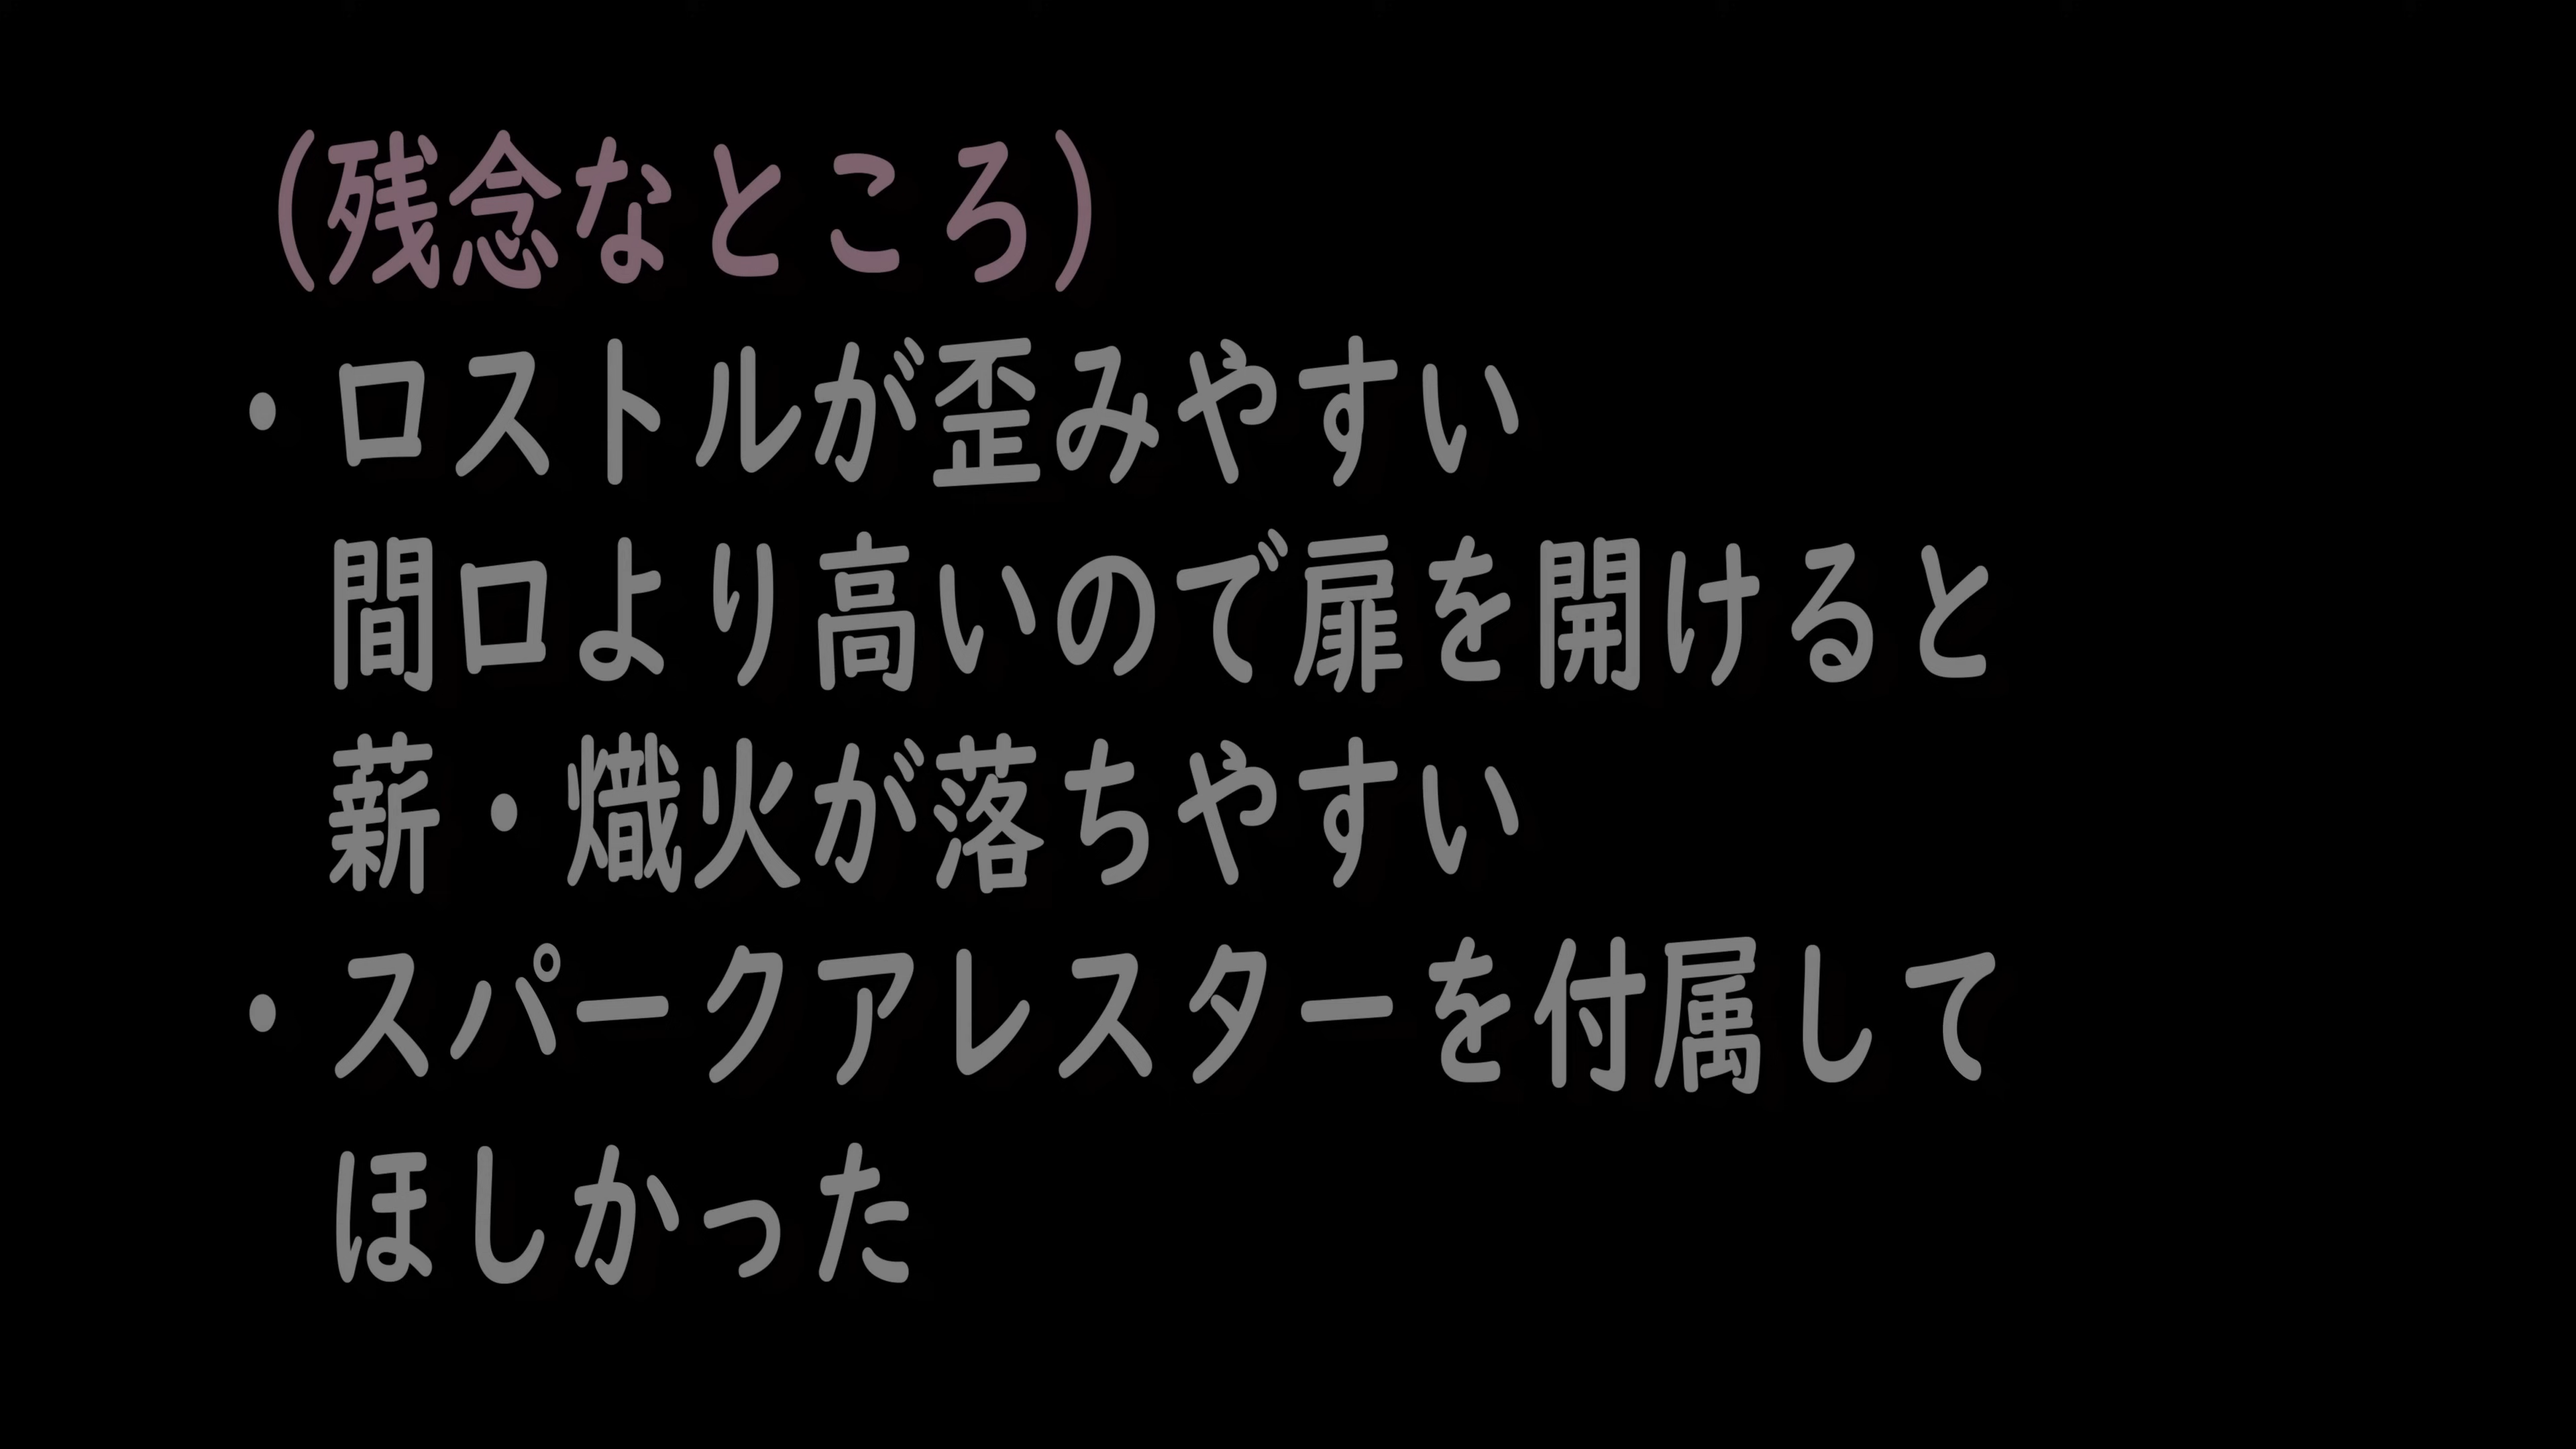 (残念なところ)
・ロストルが歪みやすい
間口より高いので扉を開けると
薪・熾火が落ちやすい
・スパークアレスターを付属して
ほしかった